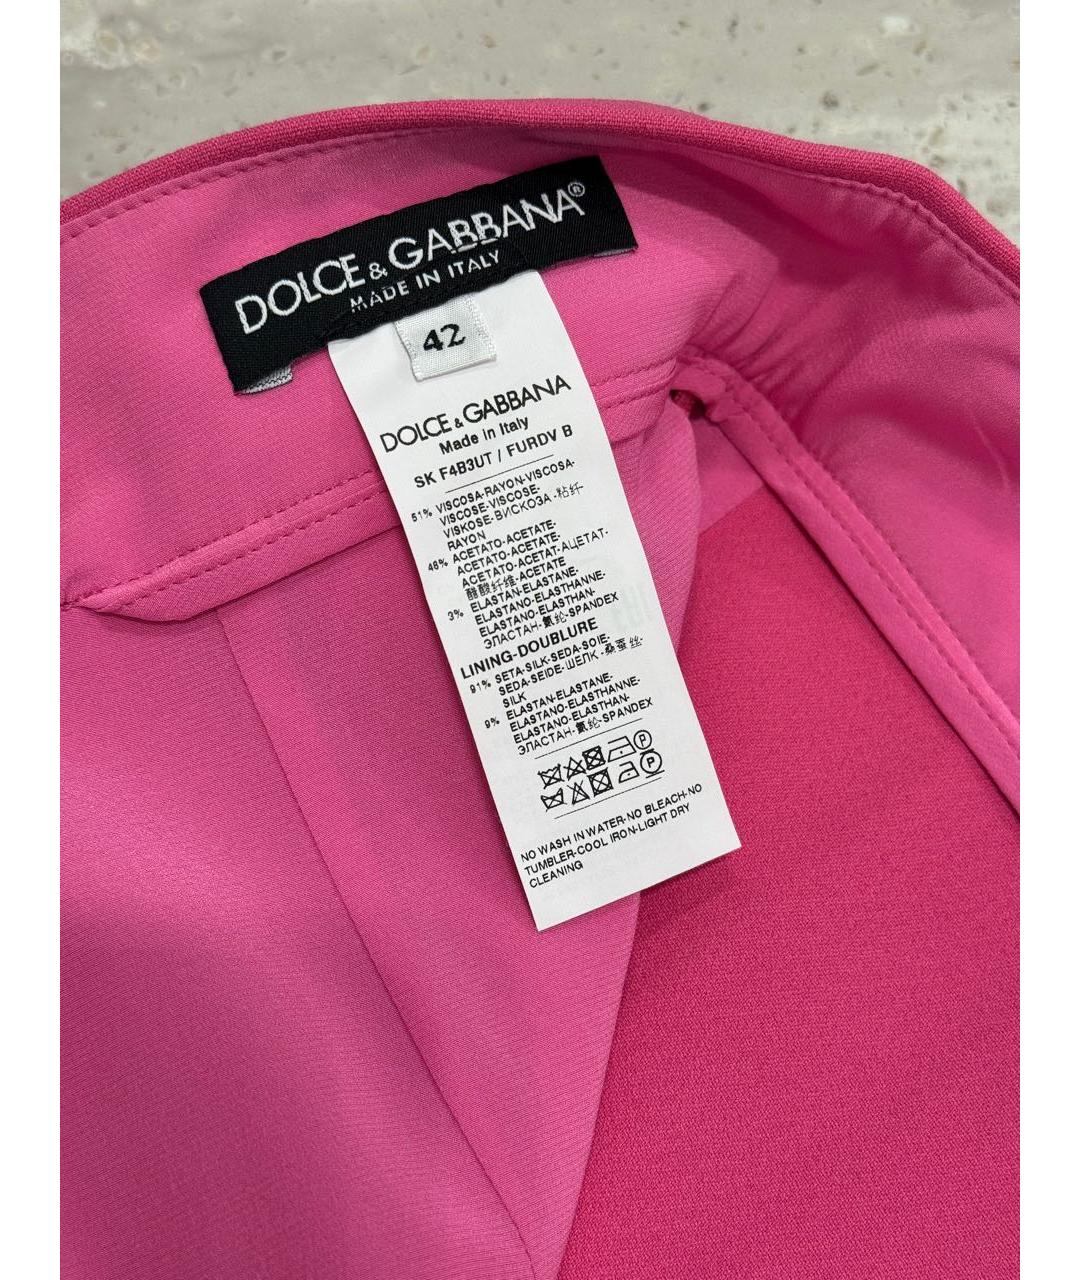 DOLCE & GABBANA®
MADE IN ITALY
42
DOLCE & GABBANA
Made in Italy
SK F4B3UT / FURDV B
51% VISCOSA-RAYON-VISCOSA-
VISCOSE-VISCOSE-
VISKOSE-ВИСКОЗА-粘纤-
RAYON
46% ACETATO-ACETATE-
ACETATO-ACETATE-
ACETATO-ACETAT-АЦЕТАТ-
醋酸纤维-ACETATE
3% ELASTAN-ELASTANE-
ELASTANO-ELASTHANNE-
ELASTANO-ELASTHAN-
ЭЛАСТАН-氨纶-SPANDEX
LINING-DOUBLURE
91% SETA-SILK-SEDA-SOIE-
SEDA-SEIDE-ШЕЛК-桑蚕丝-
SILK
9% ELASTAN-ELASTANE-
ELASTANO-ELASTHANNE-
ELASTANO-ELASTHAN-
ЭЛАСТАН-氨纶-SPANDEX
P
P
NO WASH IN WATER-NO BLEACH-NO
TUMBLER-COOL IRON-LIGHT DRY
CLEANING